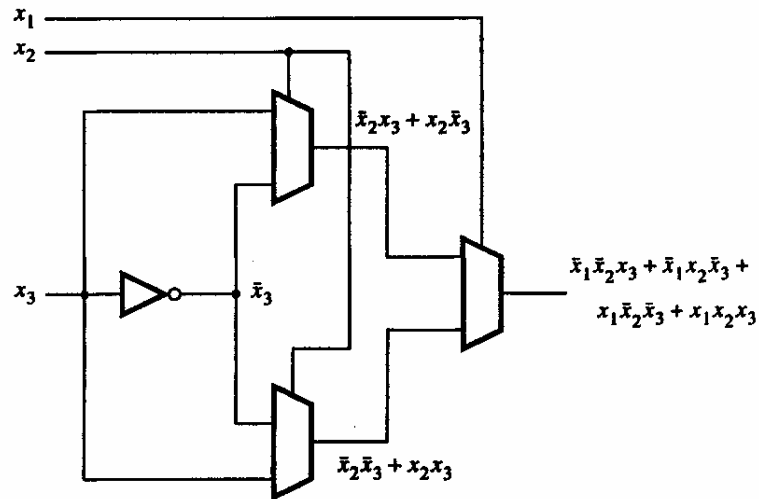 x₁
x₂
x̄₂x₃ + x₂x̄₃
x₃
x̄₃
x̄₁x̄₂x₃ + x̄₁x₂x̄₃ +
x₁x̄₂x̄₃ + x₁x₂x₃
x̄₂x̄₃ + x₂x₃